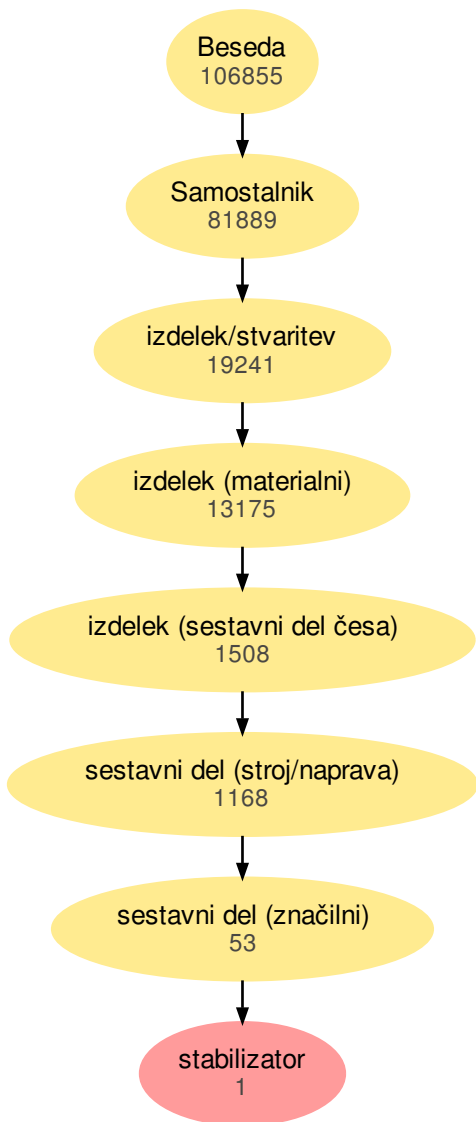 Beseda
106855
Samostalnik
81889
izdelek/stvaritev
19241
izdelek (materialni)
13175
izdelek (sestavni del česa)
1508
sestavni del (stroj/naprava)
1168
sestavni del (značilni)
53
stabilizator
1